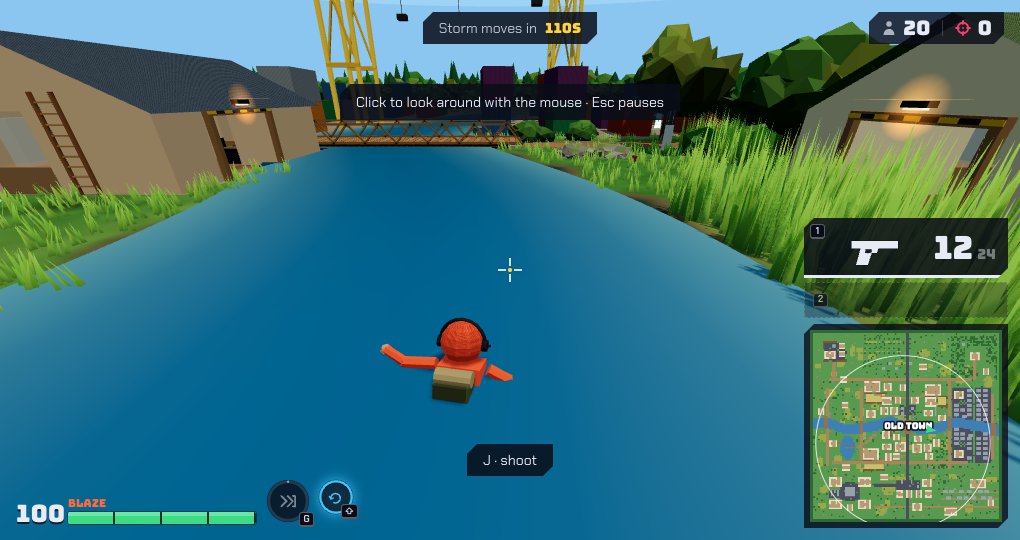 Storm moves in 110S
20 0
Click to look around with the mouse · Esc pauses
1
12 24
2
OLD TOWN
J · shoot
BLAZE
100
G